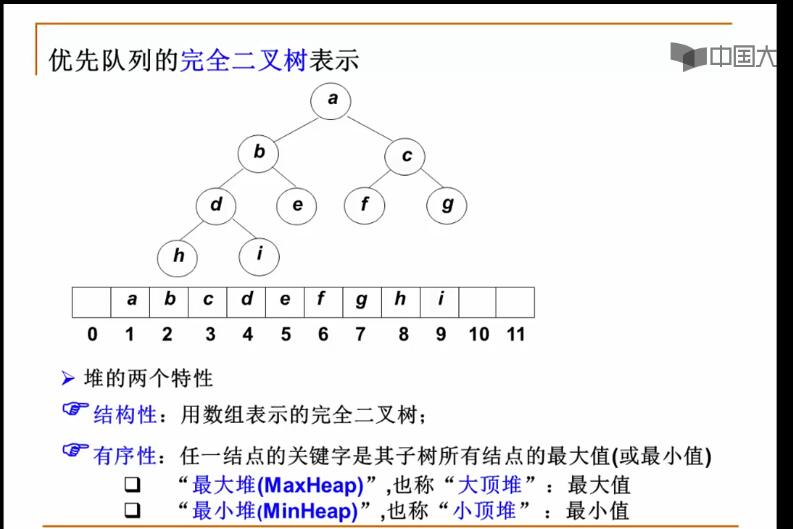 优先队列的完全二叉树表示
中国大
a
b c
d e f g
h i
a b c d e f g h i
0 1 2 3 4 5 6 7 8 9 10 11
➢ 堆的两个特性
☞结构性：用数组表示的完全二叉树；
☞有序性：任一结点的关键字是其子树所有结点的最大值(或最小值)
❑ “最大堆(MaxHeap)”,也称“大顶堆”：最大值
❑ “最小堆(MinHeap)”,也称“小顶堆”：最小值